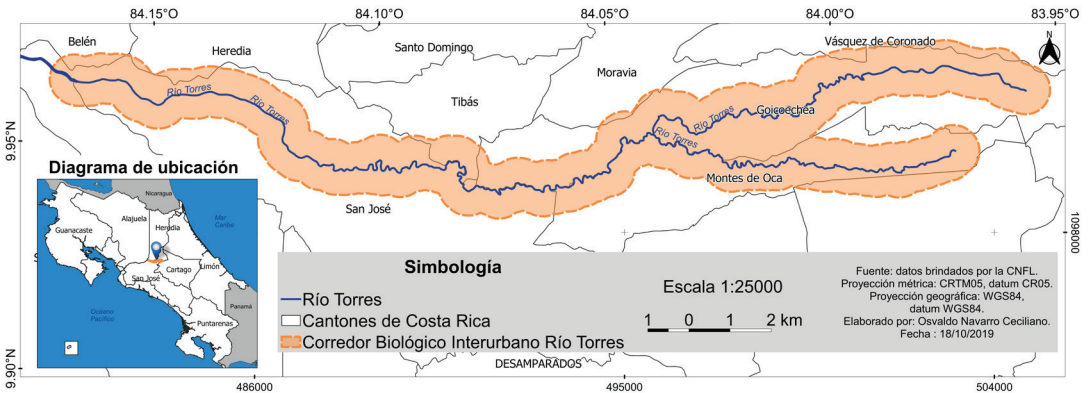 84.15°O
84.10°O
84.05°O
84.00°O
83.95°O
Belén
Heredia
Santo Domingo
Vásquez de Coronado
N
Moravia
Tibás
Río Torres
Río Torres
Río Torres
Río Torres
Goicoechea
Montes de Oca
San José
9.95°N
9.90°N
1098000
Diagrama de ubicación
Nicaragua
Alajuela
Heredia
Mar
Caribe
Guanacaste
Limón
Cartago
San José
Océano
Pacífico
Puntarenas
Panamá
Simbología
Río Torres
Cantones de Costa Rica
Corredor Biológico Interurbano Río Torres
Escala 1:25000
1 0 1 2 km
Fuente: datos brindados por la CNFL.
Proyección métrica: CRTM05, datum CR05.
Proyección geográfica: WGS84,
datum WGS84.
Elaborado por: Osvaldo Navarro Ceciliano.
Fecha : 18/10/2019
DESAMPARADOS
486000
495000
504000